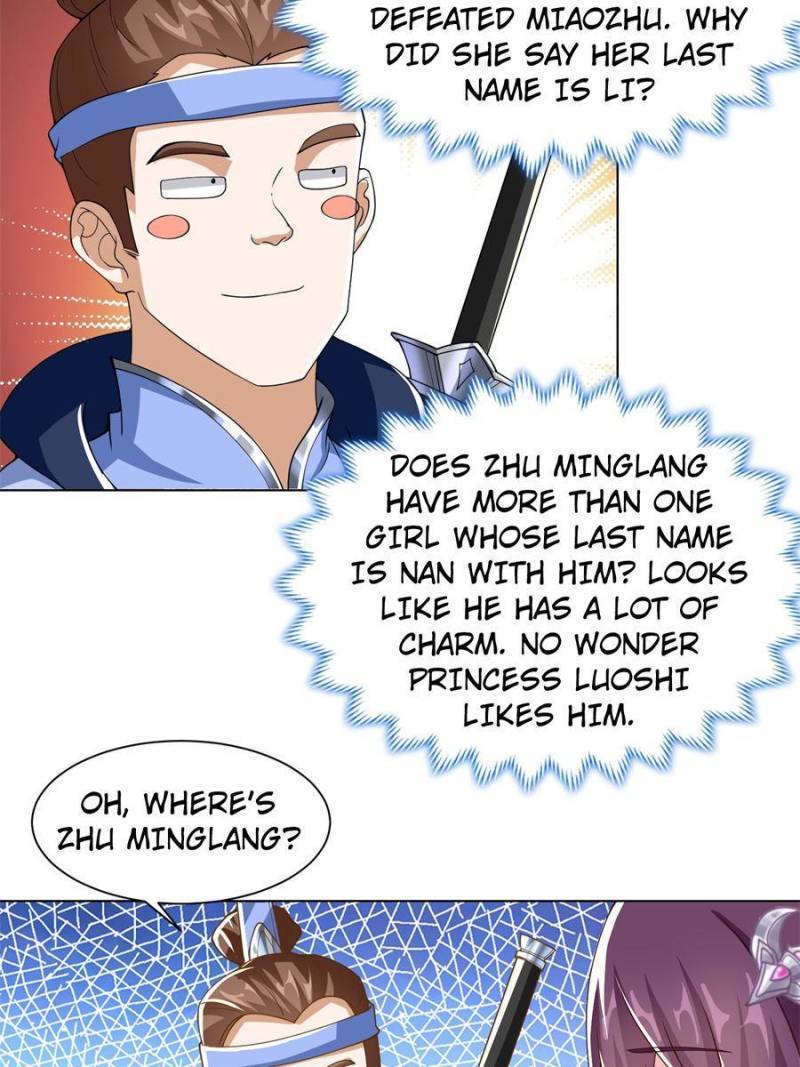 DEFEATED MIAOZHU. WHY
DID SHE SAY HER LAST
NAME IS LI?
DOES ZHU MINGLANG
HAVE MORE THAN ONE
GIRL WHOSE LAST NAME
IS NAN WITH HIM? LOOKS
LIKE HE HAS A LOT OF
CHARM. NO WONDER
PRINCESS LUOSHI
LIKES HIM.
OH, WHERE'S
ZHU MINGLANG?